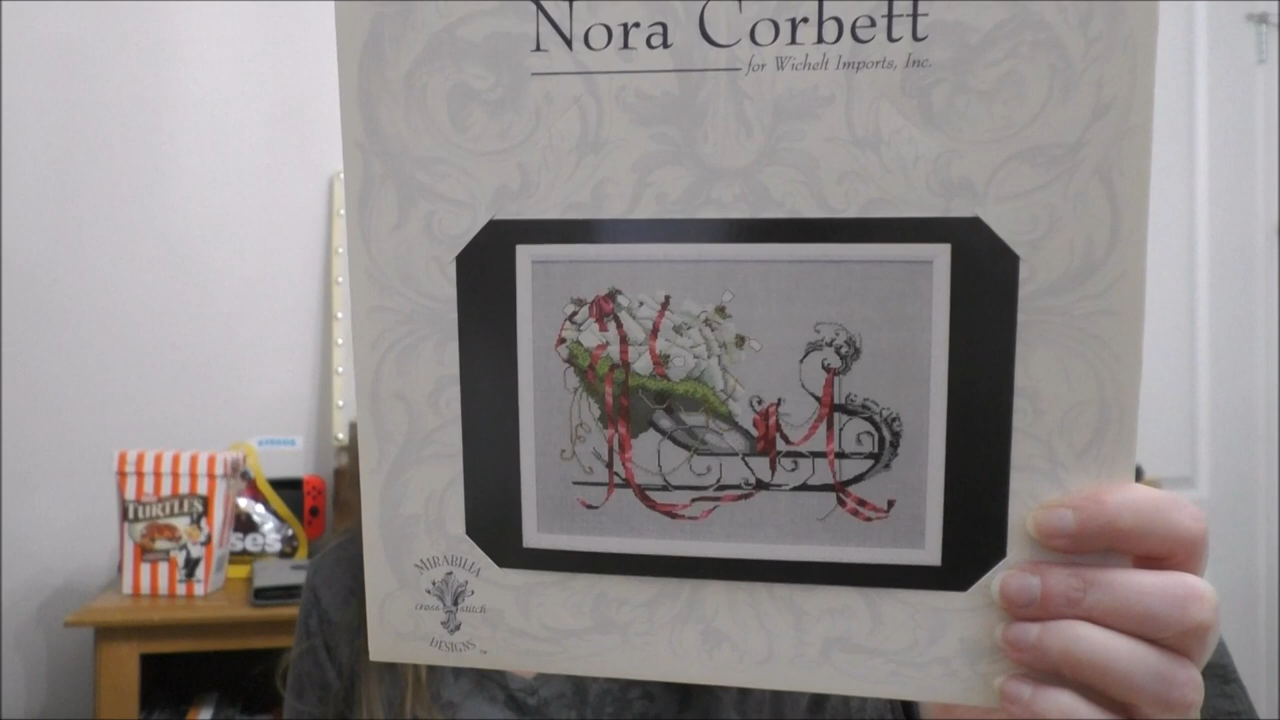 Nora Corbett
for Wichelt Imports, Inc.
TURTLES
ses
MIRABILIA
cross stitch
DESIGNS